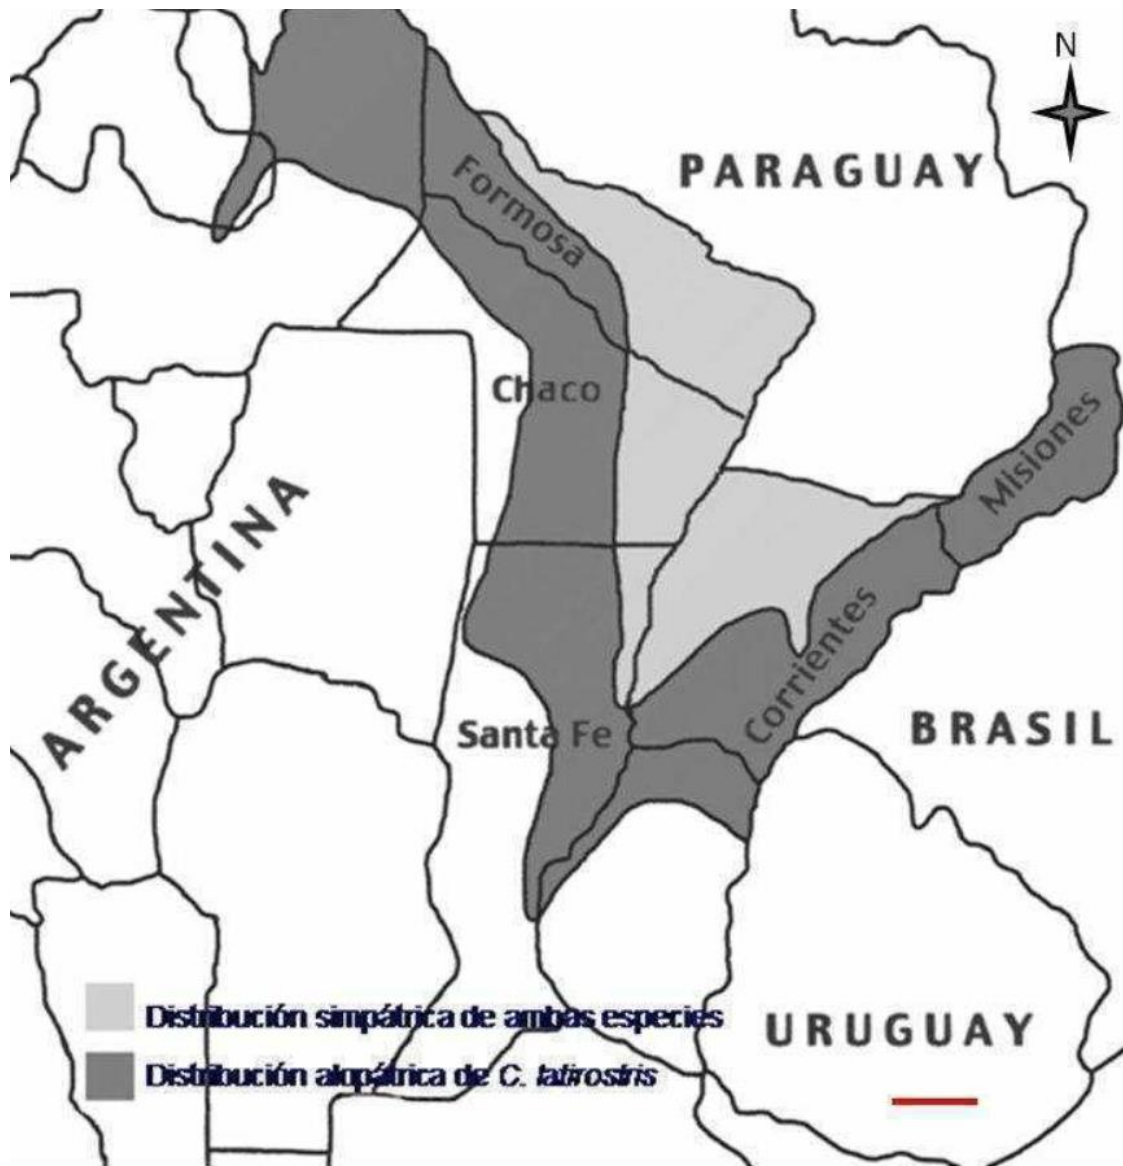 N
PARAGUAY
Formosa
Chaco
Misiones
ARGENTINA
Corrientes
Santa Fe
BRASIL
Distribución simpátrica de ambas especies
URUGUAY
Distribución alopátrica de C. latirostris